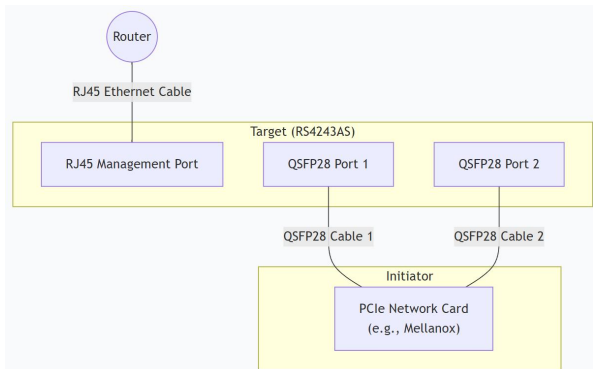 Router
RJ45 Ethernet Cable
Target (RS4243AS)
RJ45 Management Port
QSFP28 Port 1
QSFP28 Port 2
QSFP28 Cable 1
QSFP28 Cable 2
Initiator
PCIe Network Card
(e.g., Mellanox)